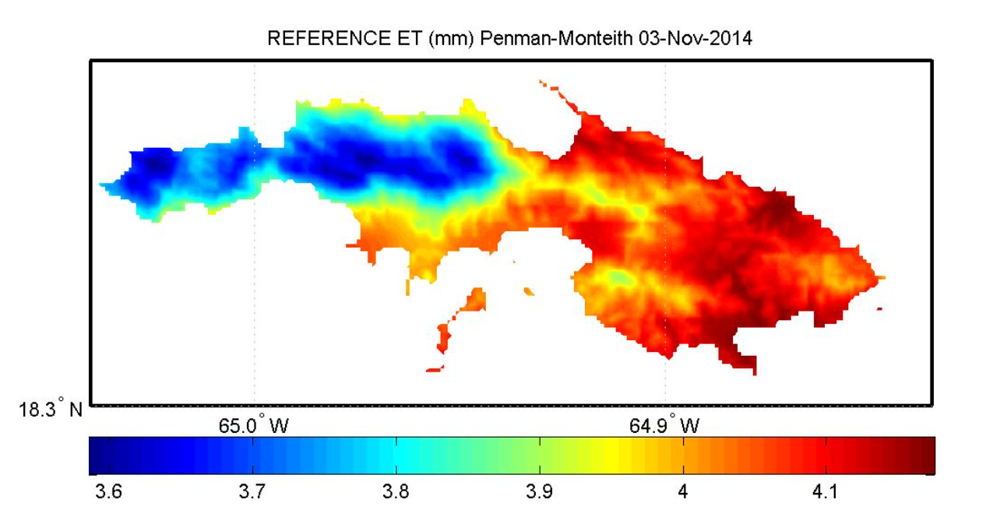 REFERENCE ET (mm) Penman-Monteith 03-Nov-2014
18.3° N
65.0° W 64.9° W
3.6 3.7 3.8 3.9 4 4.1